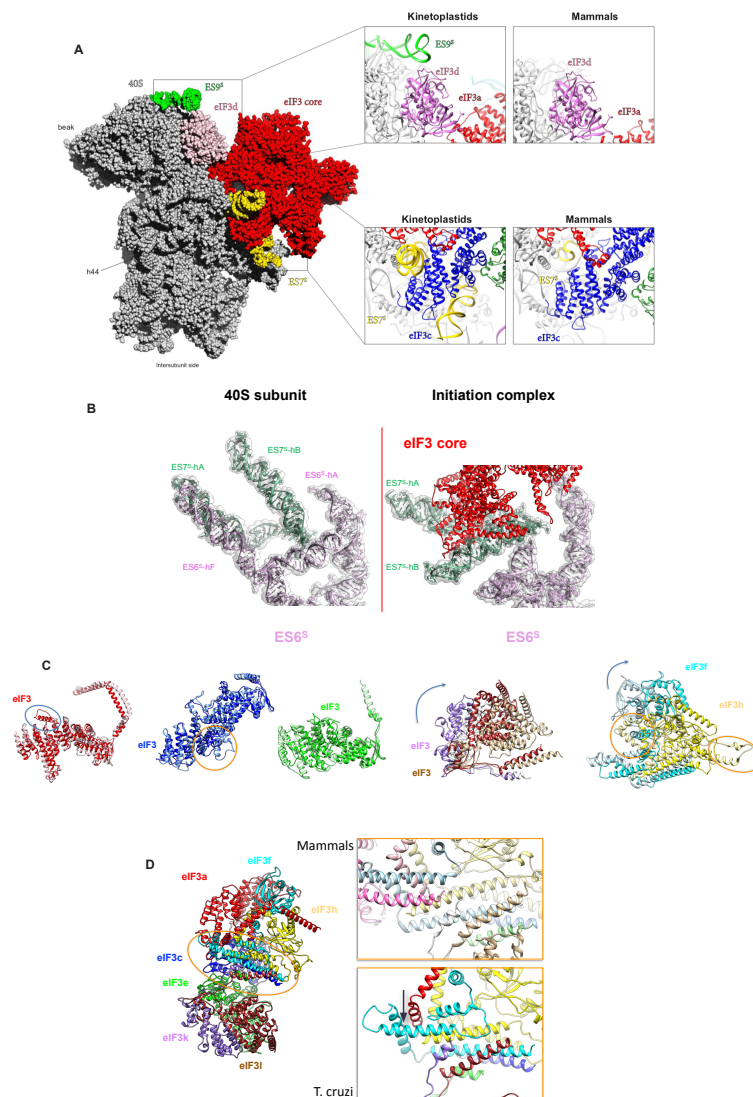 A
Kinetoplastids
Mammals
ES9ˢ
eIF3d
eIF3a
eIF3d
eIF3a
40S
ES9ˢ
eIF3d
eIF3 core
beak
h44
ES7ˢ
Intersubunit side
Kinetoplastids
Mammals
ES7ˢ
eIF3c
ES7ˢ
eIF3c
B
40S subunit
Initiation complex
eIF3 core
ES7ˢ-hB
ES7ˢ-hA
ES6ˢ-hA
ES6ˢ-hF
ES7ˢ-hA
ES7ˢ-hB
ES6ˢ
ES6ˢ
C
eIF3
eIF3
eIF3
eIF3
eIF3
eIF3f
eIF3h
D
Mammals
eIF3f
eIF3a
eIF3h
eIF3c
eIF3e
eIF3k
eIF3l
T. cruzi